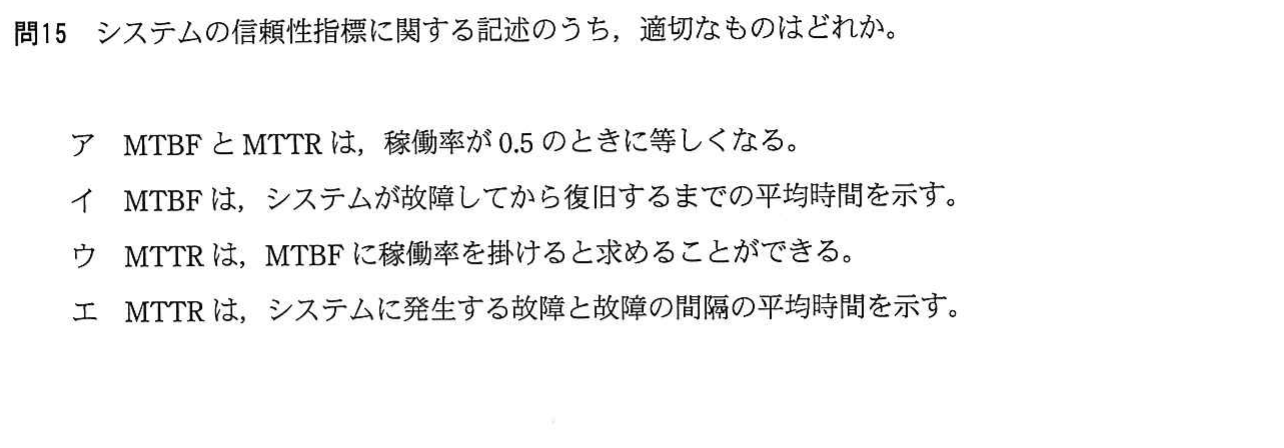 問15　システムの信頼性指標に関する記述のうち，適切なものはどれか。
ア　MTBF と MTTR は，稼働率が 0.5 のときに等しくなる。
イ　MTBF は，システムが故障してから復旧するまでの平均時間を示す。
ウ　MTTR は，MTBF に稼働率を掛けると求めることができる。
エ　MTTR は，システムに発生する故障と故障の間隔の平均時間を示す。